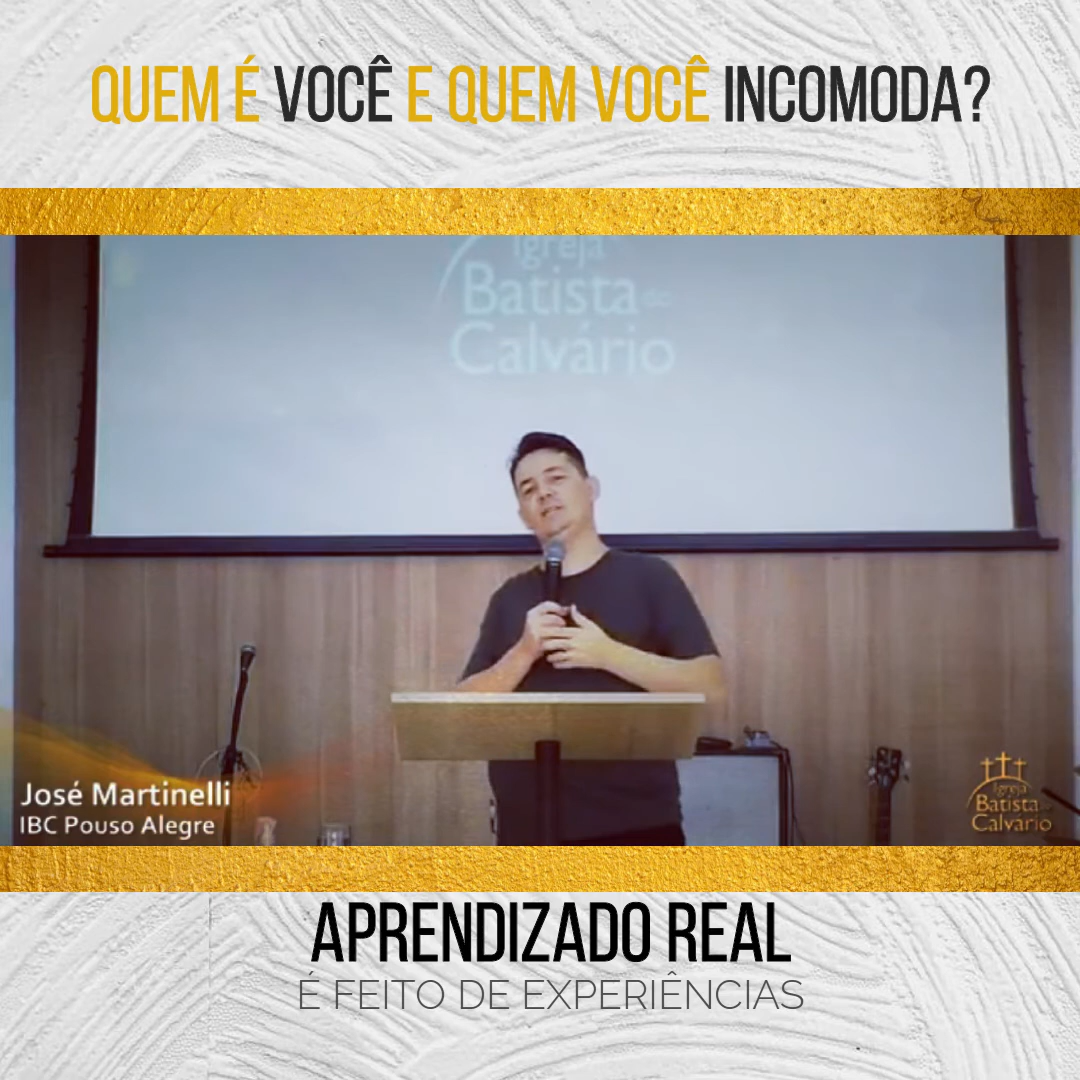 QUEM É VOCÊ E QUEM VOCÊ INCOMODA?
Igreja
Batista do
Calvário
José Martinelli
IBC Pouso Alegre
Igreja
Batista do
Calvário
APRENDIZADO REAL
É FEITO DE EXPERIÊNCIAS